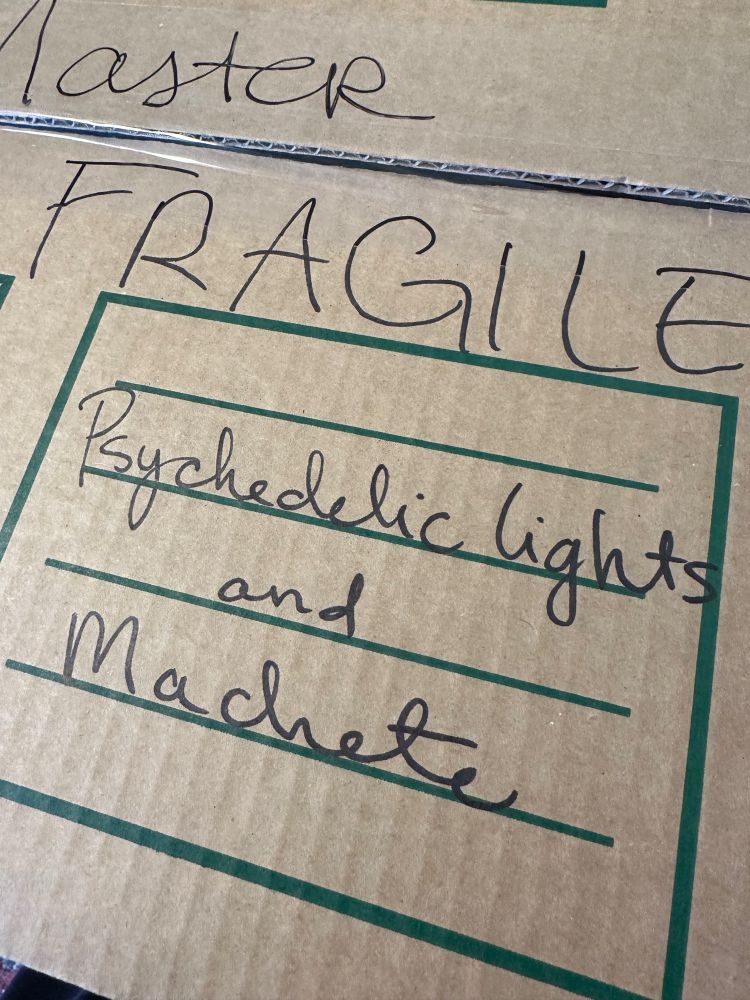 Master
FRAGILE
Psychedelic lights
and
Machete